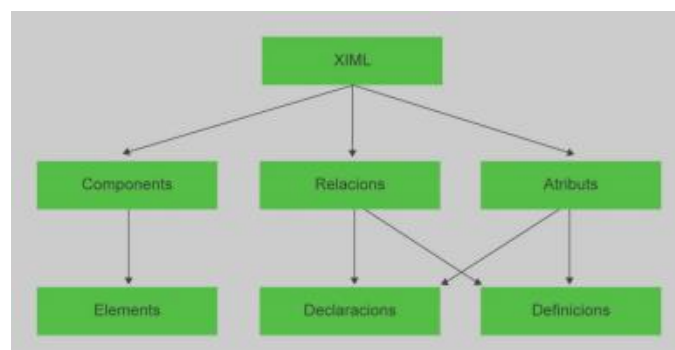 XIML
Components
Relacions
Atributs
Elements
Declaracions
Definicions